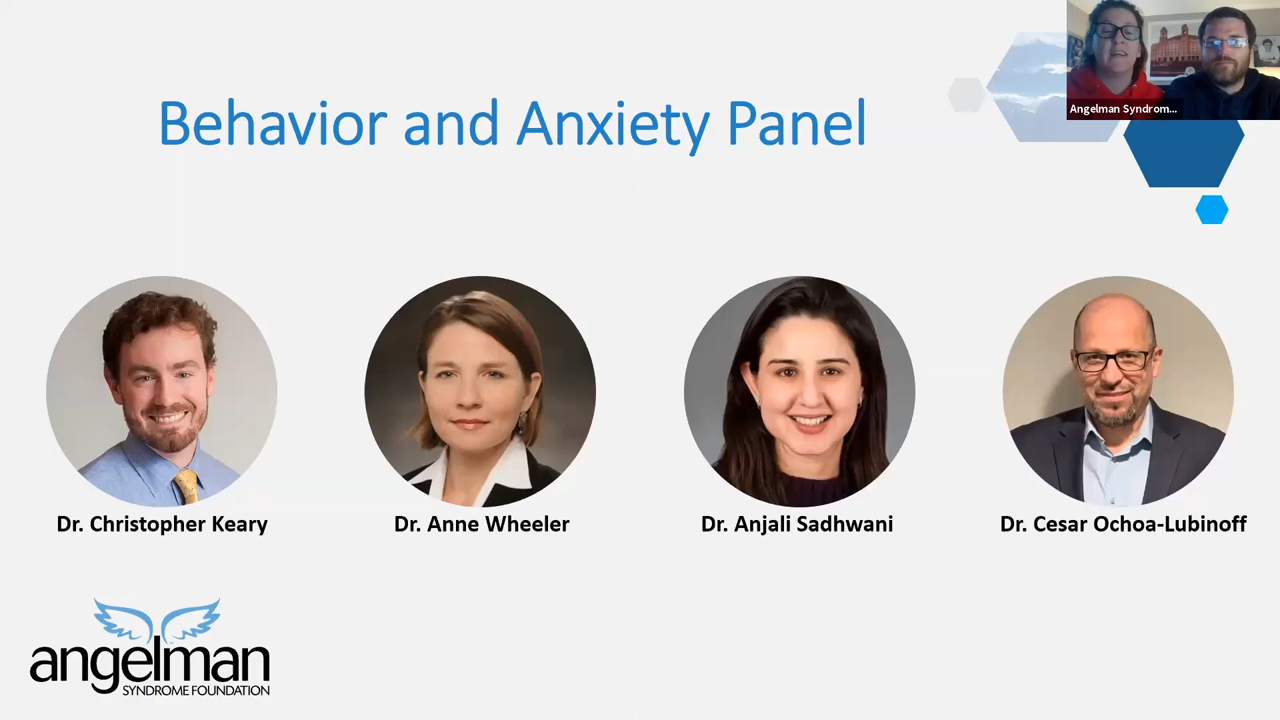 Behavior and Anxiety Panel
Angelman Syndrom...
Dr. Christopher Keary
Dr. Anne Wheeler
Dr. Anjali Sadhwani
Dr. Cesar Ochoa-Lubinoff
angelman
SYNDROME FOUNDATION